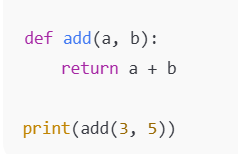 def add(a, b):
    return a + b

print(add(3, 5))